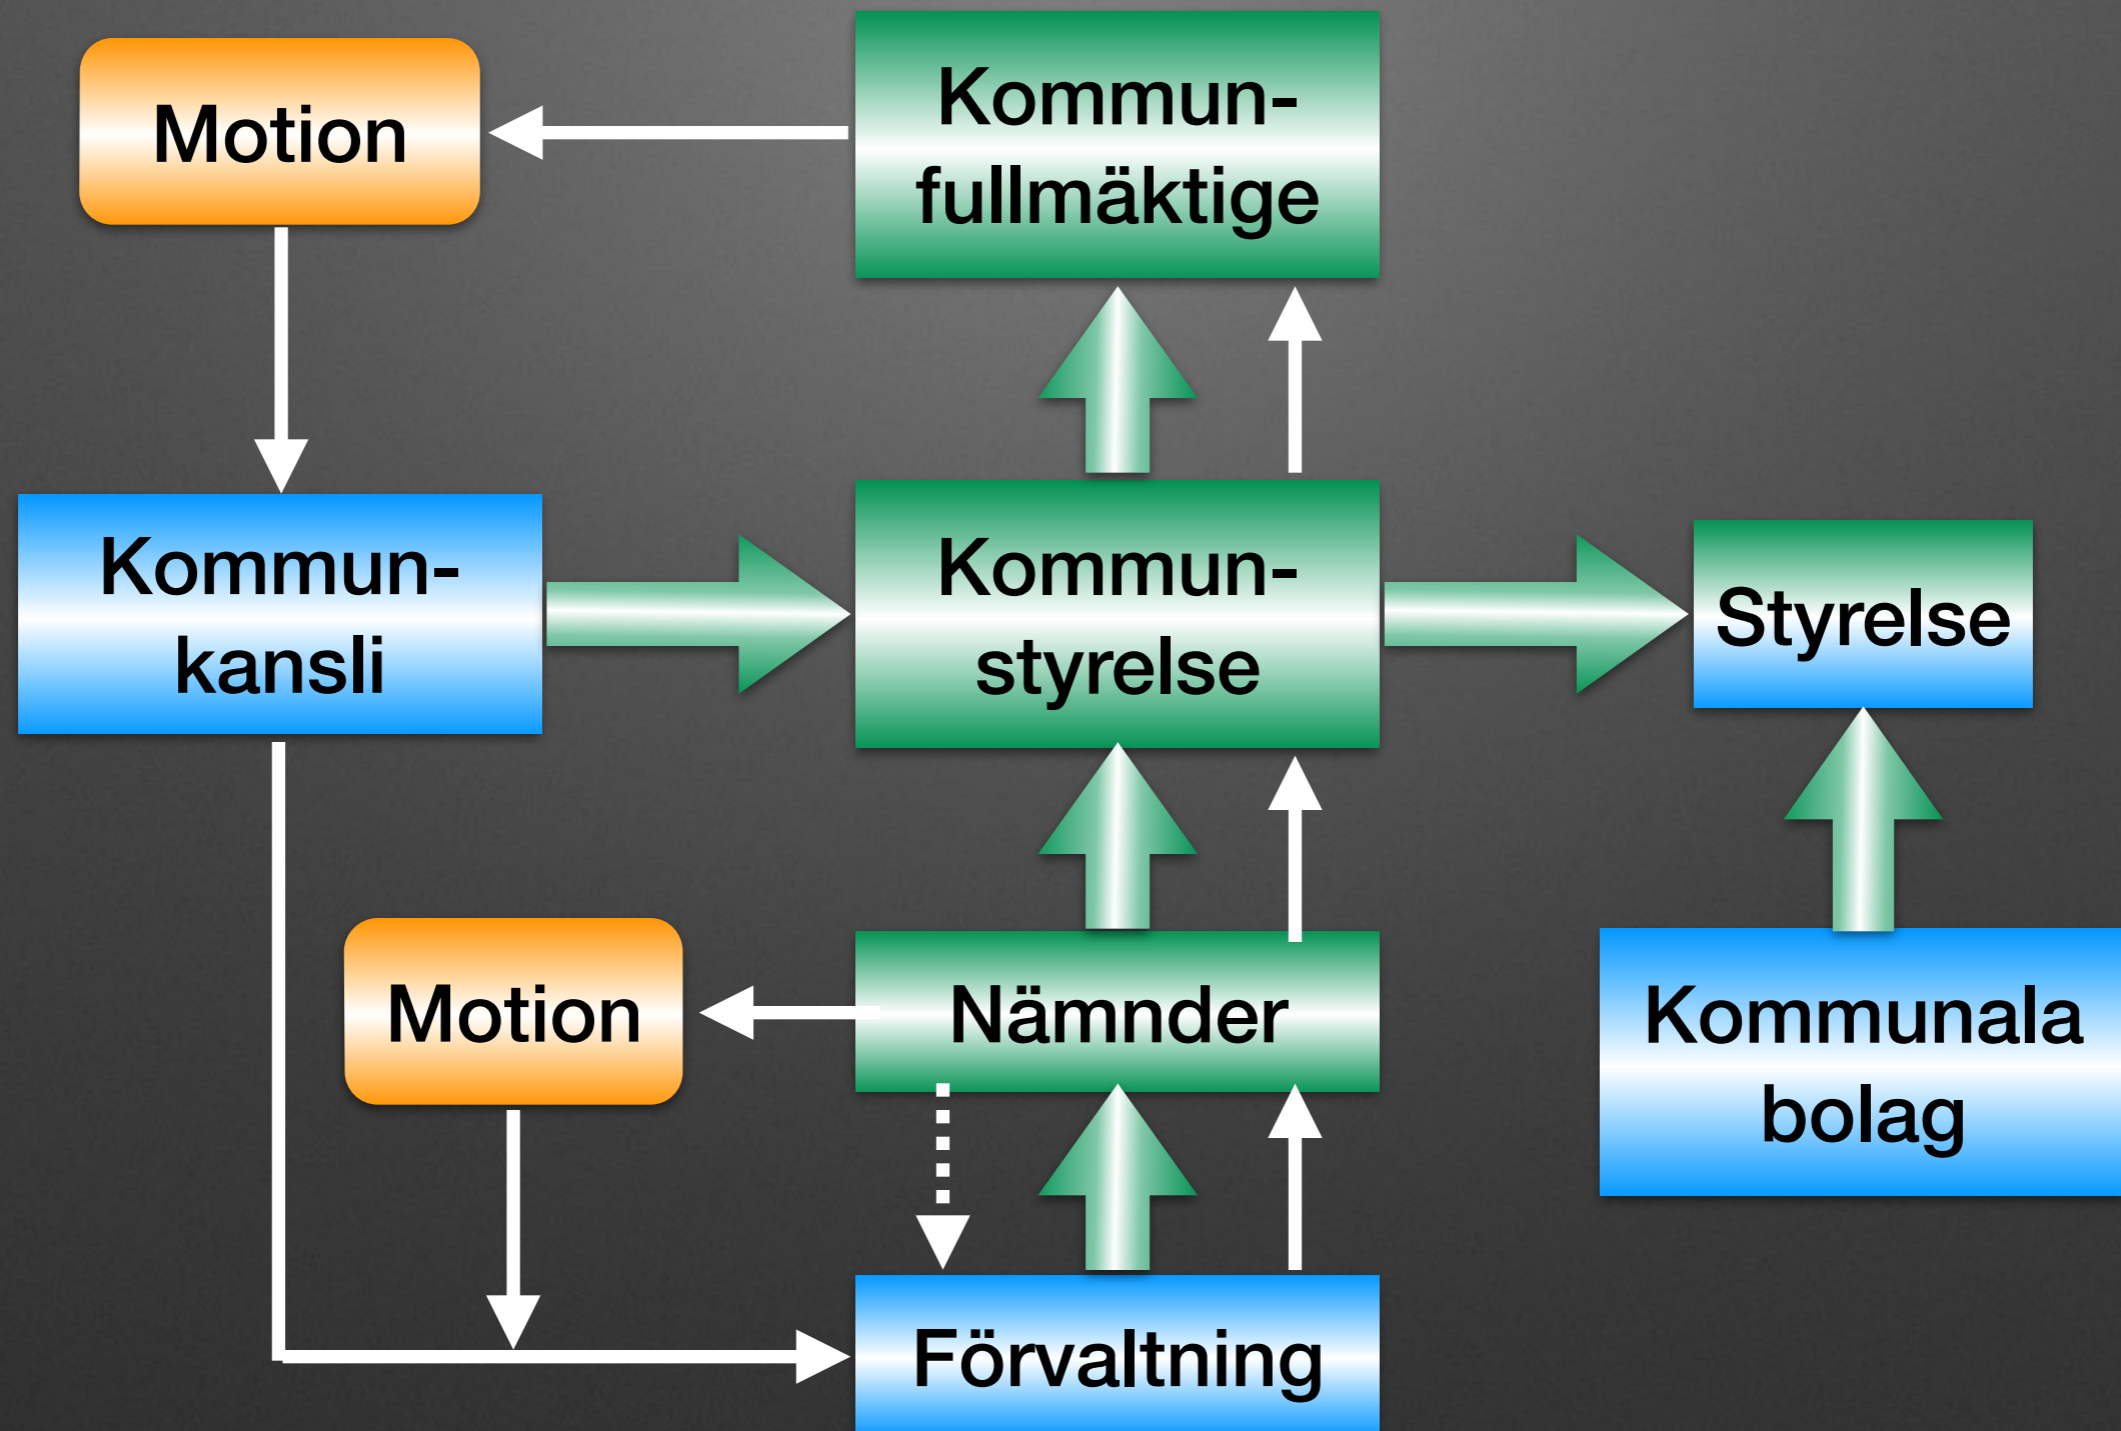 Motion
Kommun-
fullmäktige
Kommun-
kansli
Kommun-
styrelse
Styrelse
Motion
Nämnder
Kommunala
bolag
Förvaltning